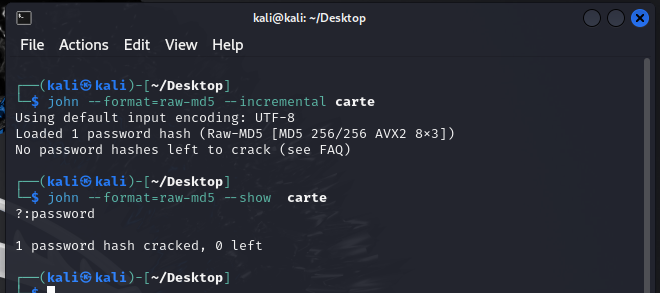 kali@kali: ~/Desktop
File Actions Edit View Help
┌──(kali㉿kali)-[~/Desktop]
└─$ john --format=raw-md5 --incremental carte
Using default input encoding: UTF-8
Loaded 1 password hash (Raw-MD5 [MD5 256/256 AVX2 8×3])
No password hashes left to crack (see FAQ)
┌──(kali㉿kali)-[~/Desktop]
└─$ john --format=raw-md5 --show  carte
?:password
1 password hash cracked, 0 left
┌──(kali㉿kali)-[~/Desktop]
└─$